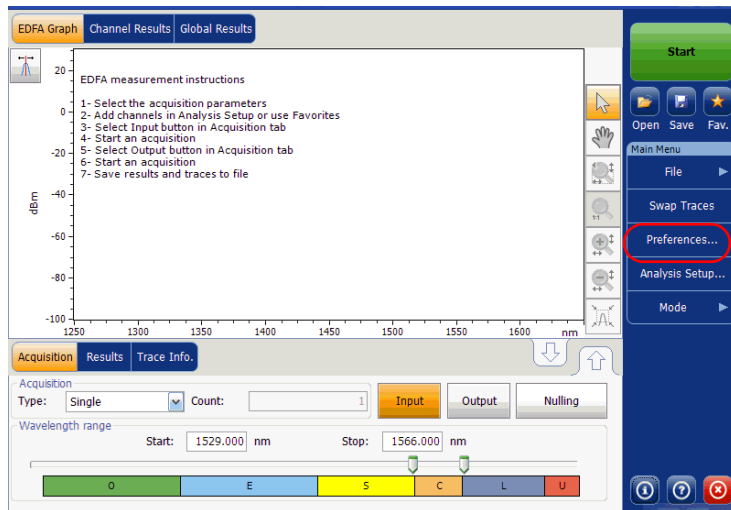 EDFA Graph Channel Results Global Results
EDFA measurement instructions
1- Select the acquisition parameters
2- Add channels in Analysis Setup or use Favorites
3- Select Input button in Acquisition tab
4- Start an acquisition
5- Select Output button in Acquisition tab
6- Start an acquisition
7- Save results and traces to file
dBm
20
0
-20
-40
-60
-80
-100
1250 1300 1350 1400 1450 1500 1550 1600 nm
1:1
Start
Open Save Fav.
Main Menu
File
Swap Traces
Preferences...
Analysis Setup...
Mode
Acquisition Results Trace Info.
Acquisition
Type: Single Count: 1 Input Output Nulling
Wavelength range
Start: 1529.000 nm Stop: 1566.000 nm
O E S C L U